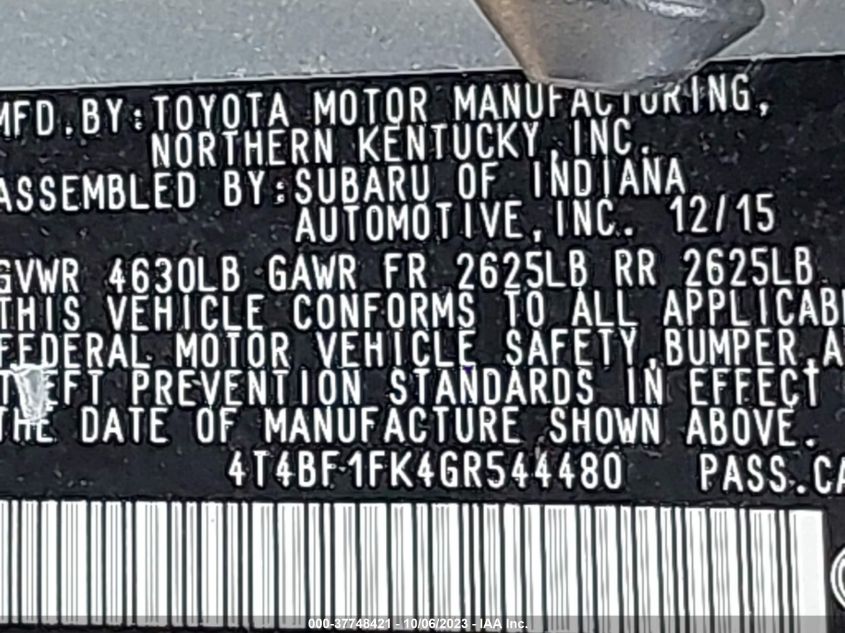 MFD.BY:TOYOTA MOTOR MANUFACTURING,
NORTHERN KENTUCKY,INC.
ASSEMBLED BY:SUBARU OF INDIANA
AUTOMOTIVE,INC. 12/15
GVWR 4630LB GAWR FR 2625LB RR 2625LB
THIS VEHICLE CONFORMS TO ALL APPLICABL
FEDERAL MOTOR VEHICLE SAFETY,BUMPER,A
THEFT PREVENTION STANDARDS IN EFFECT
THE DATE OF MANUFACTURE SHOWN ABOVE.
4T4BF1FK4GR544480 PASS.CA
000-37748421 - 10/06/2023 - IAA Inc.